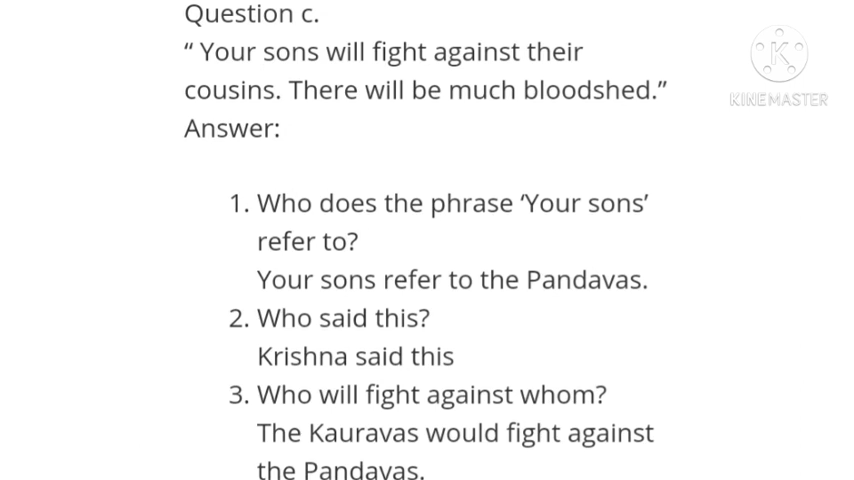 Question c.
“ Your sons will fight against their
cousins. There will be much bloodshed.”
Answer:
1. Who does the phrase ‘Your sons’
refer to?
Your sons refer to the Pandavas.
2. Who said this?
Krishna said this
3. Who will fight against whom?
The Kauravas would fight against
the Pandavas.
K
KINEMASTER